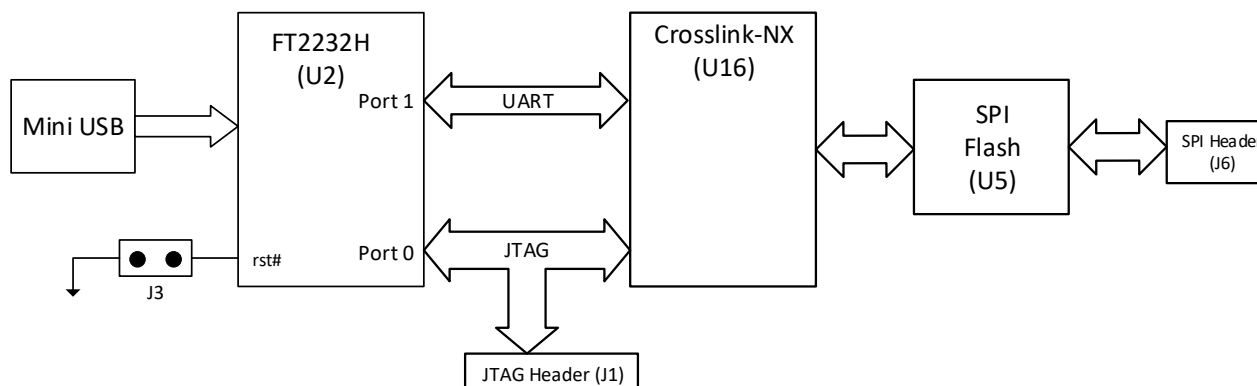 FT2232H
(U2)
Crosslink-NX
(U16)
Mini USB
Port 1
UART
SPI
Flash
(U5)
SPI Header
(J6)
rst#
Port 0
JTAG
J3
JTAG Header (J1)